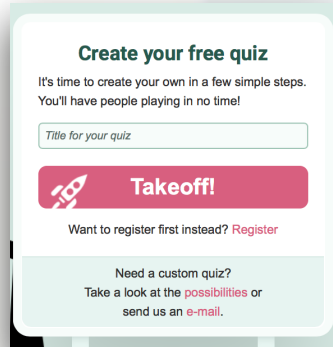 Create your free quiz
It's time to create your own in a few simple steps.
You'll have people playing in no time!
Title for your quiz
Takeoff!
Want to register first instead? Register
Need a custom quiz?
Take a look at the possibilities or
send us an e-mail.